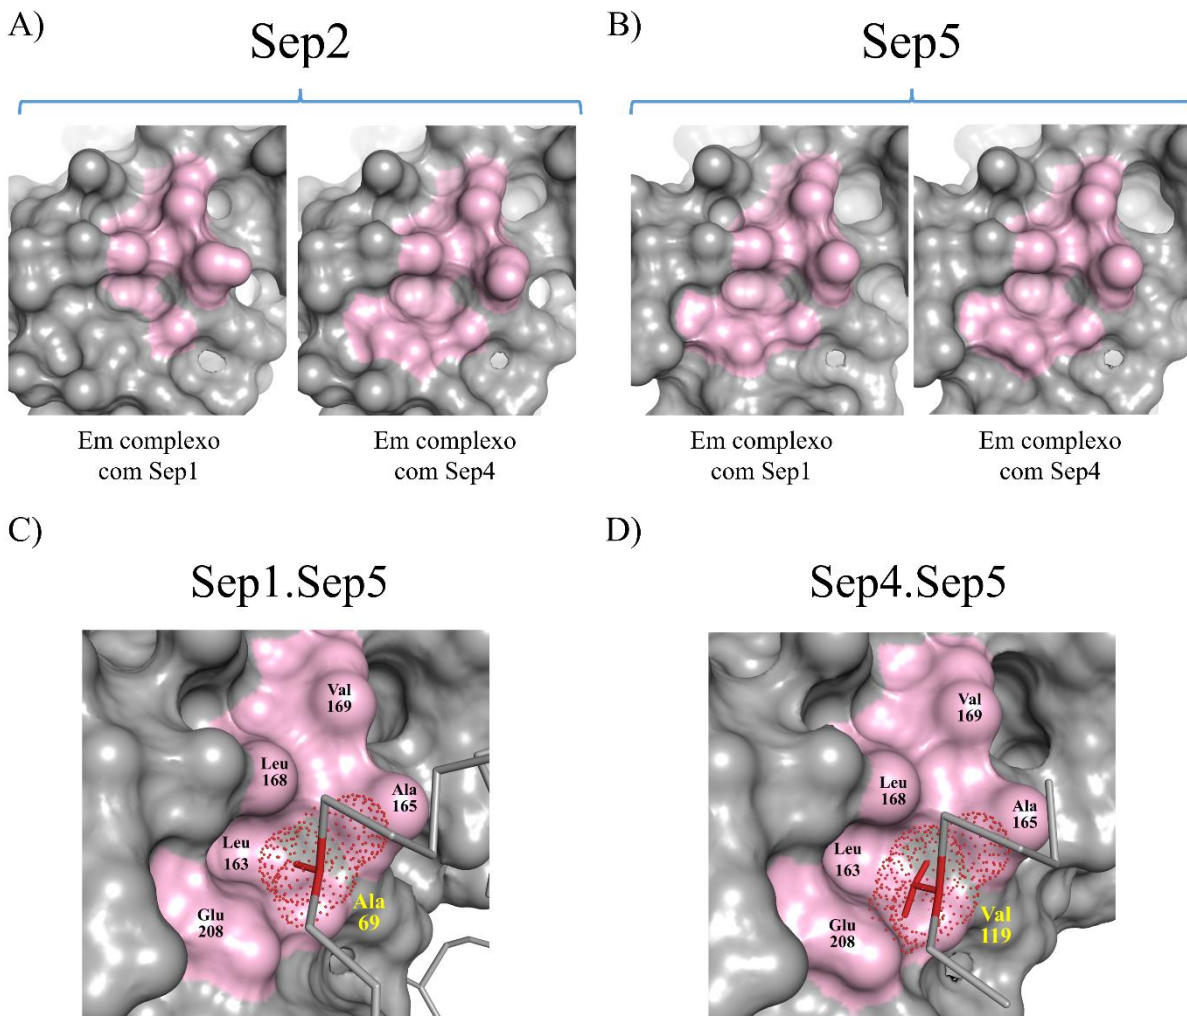 A)
Sep2
B)
Sep5
Em complexo
com Sep1
Em complexo
com Sep4
Em complexo
com Sep1
Em complexo
com Sep4
C)
Sep1.Sep5
D)
Sep4.Sep5
Val
169
Leu
168
Ala
165
Leu
163
Glu
208
Ala
69
Val
169
Leu
168
Ala
165
Leu
163
Glu
208
Val
119